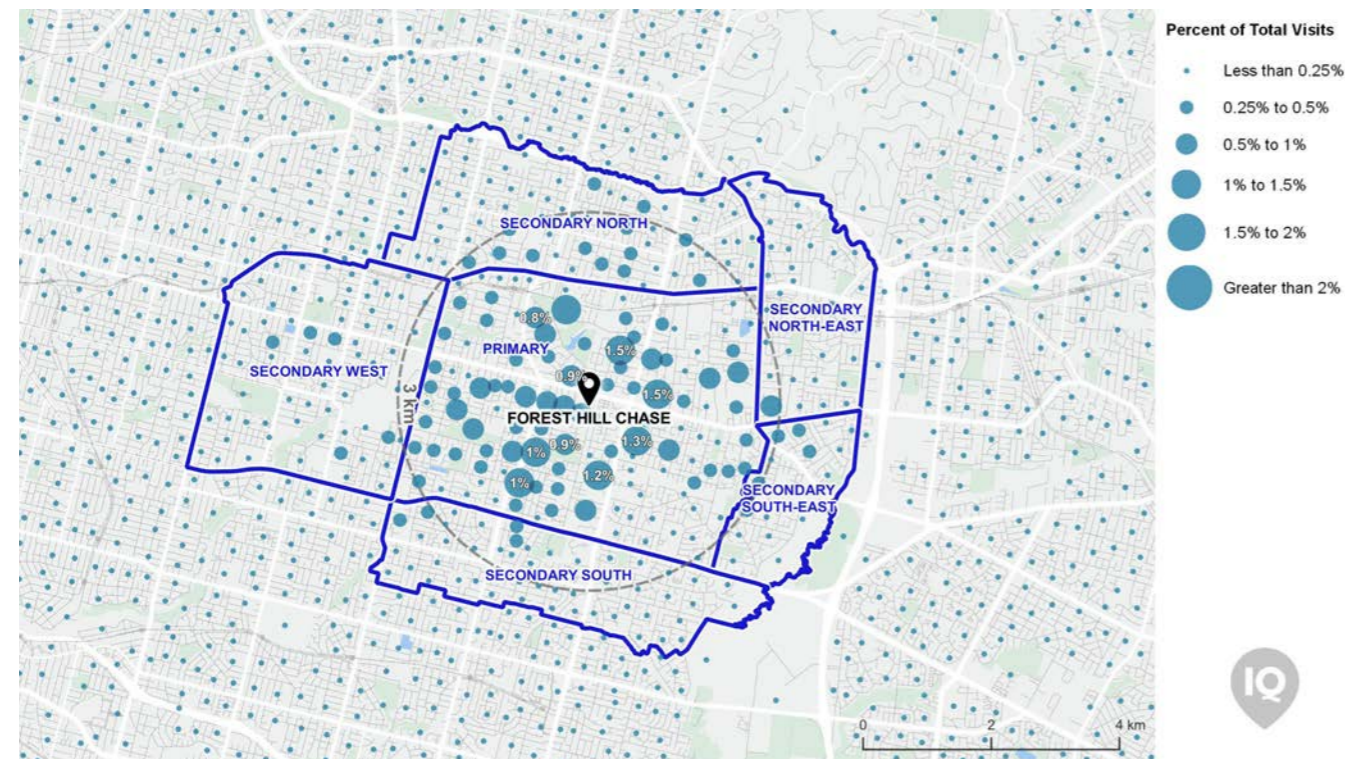 Percent of Total Visits
Less than 0.25%
0.25% to 0.5%
0.5% to 1%
1% to 1.5%
1.5% to 2%
Greater than 2%
SECONDARY NORTH
SECONDARY
NORTH-EAST
0.8%
PRIMARY
1.5%
SECONDARY WEST
0.9%
3 km
1.5%
FOREST HILL CHASE
1%
0.9%
1.3%
1%
1.2%
SECONDARY
SOUTH-EAST
SECONDARY SOUTH
IQ
0
2
4 km